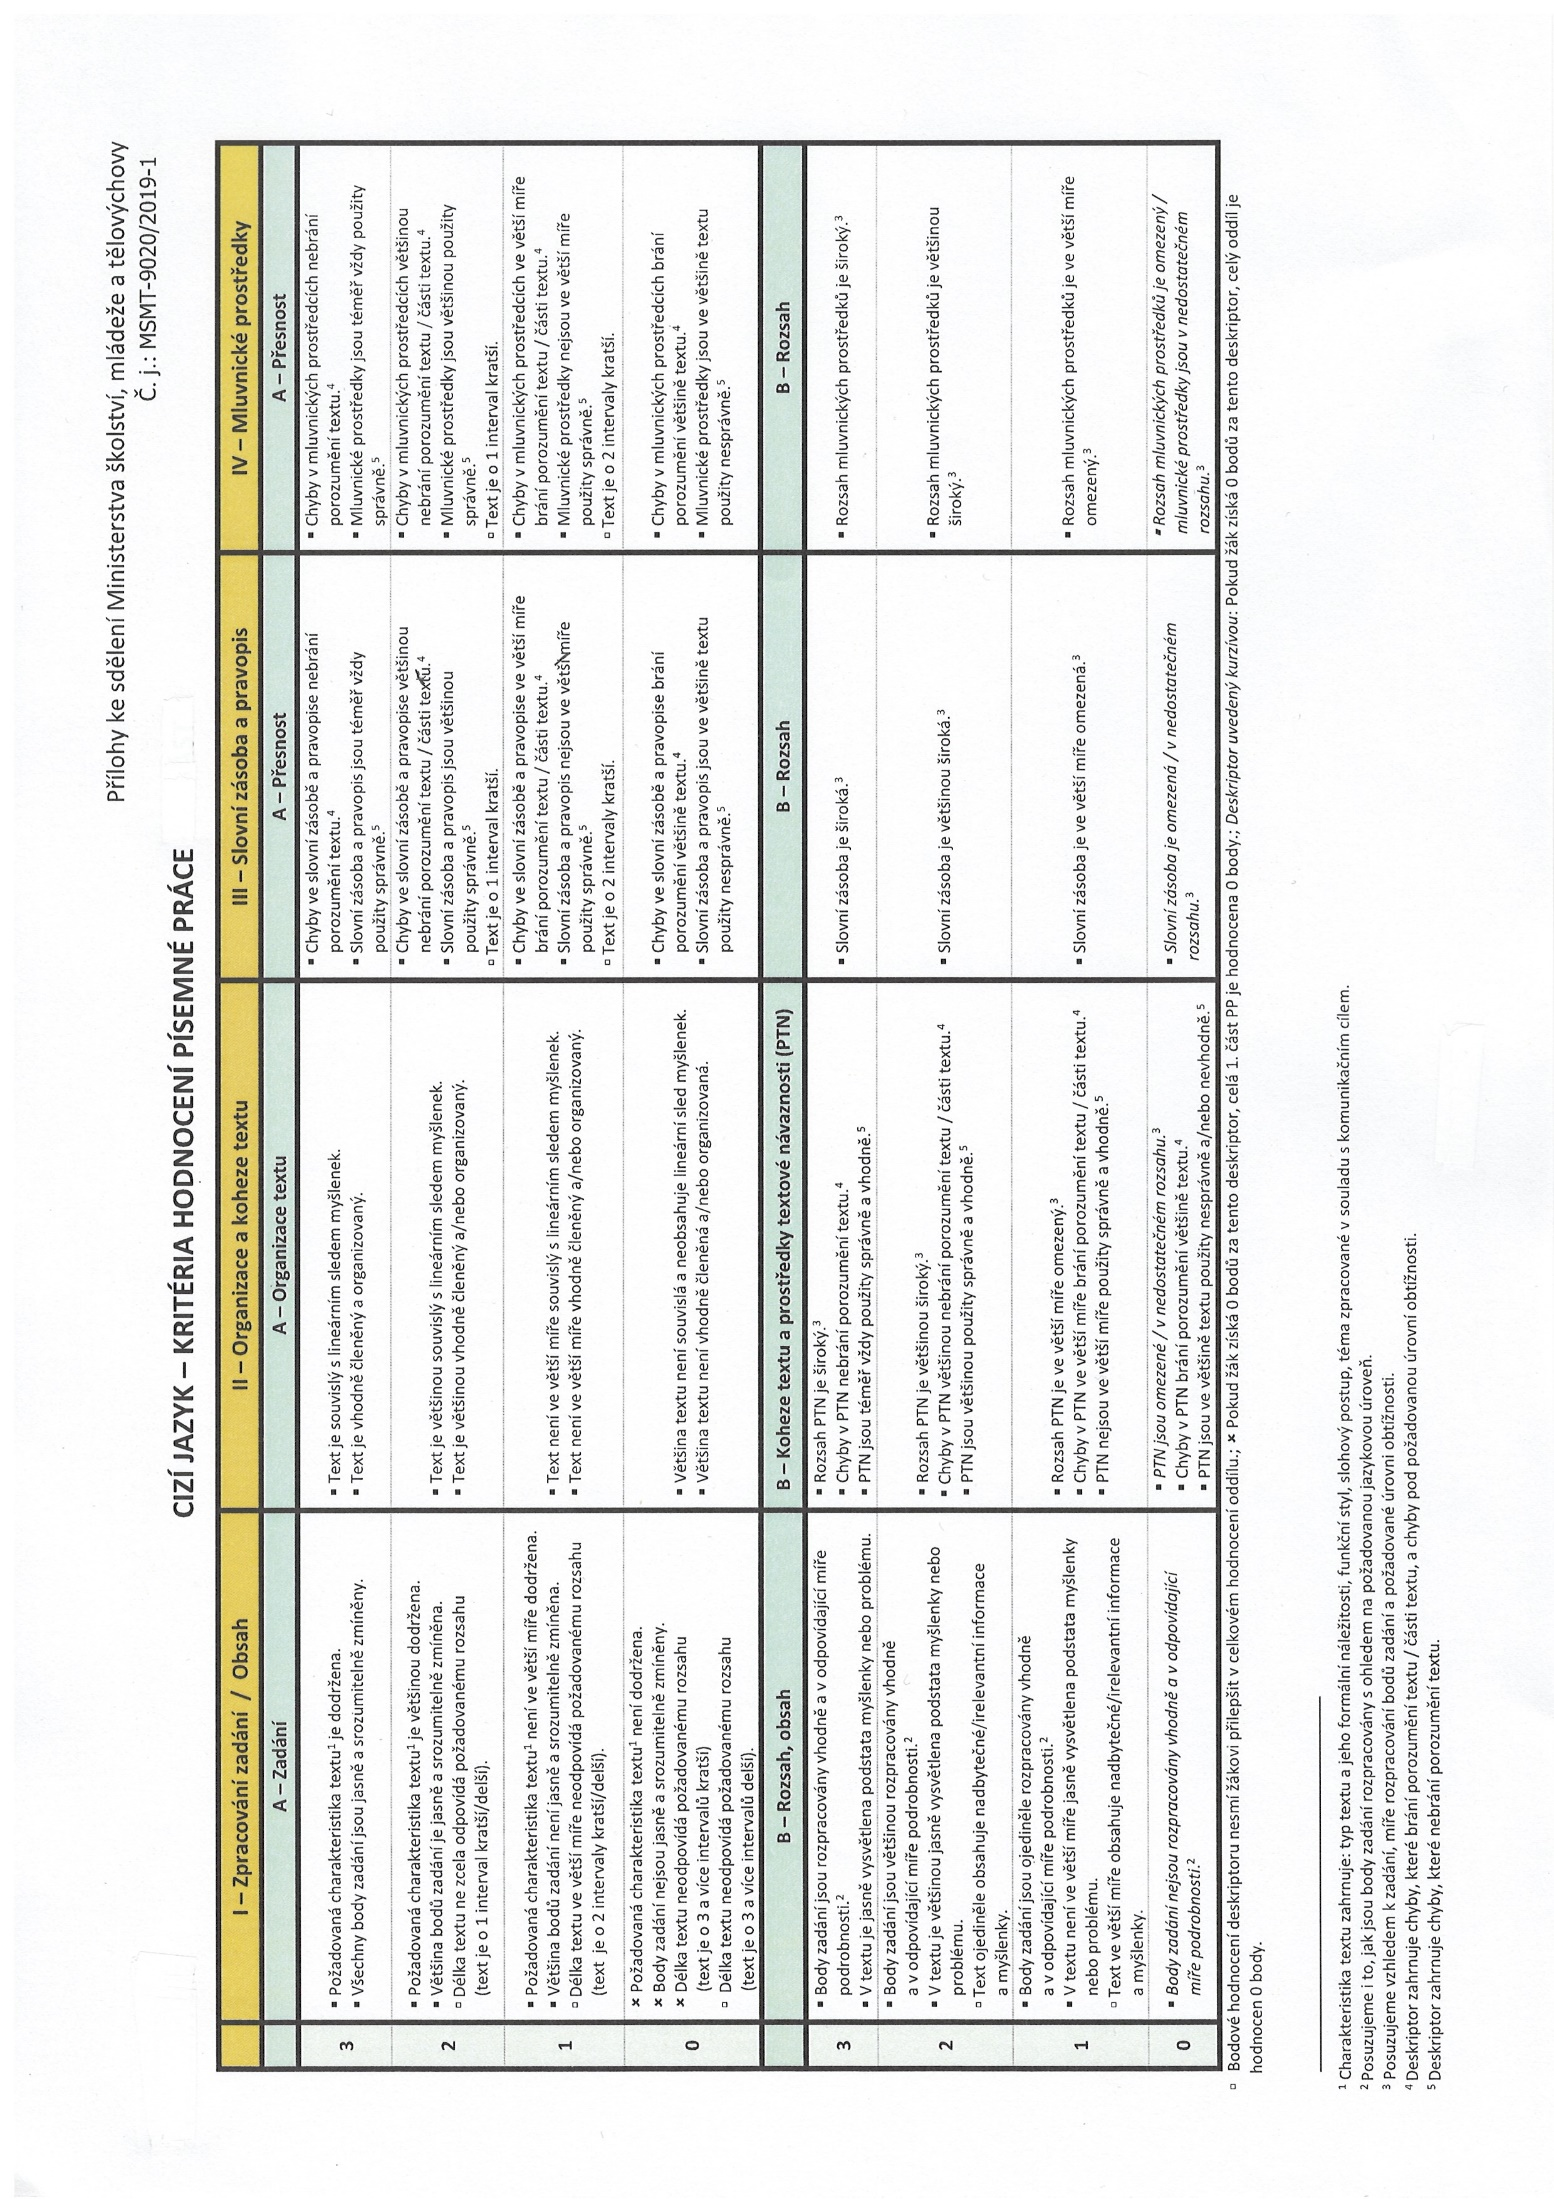 Přílohy ke sdělení Ministerstva školství, mládeže a tělovýchovy
Č. j.: MSMT-9020/2019-1
CIZÍ JAZYK – KRITÉRIA HODNOCENÍ PÍSEMNÉ PRÁCE
I – Zpracování zadání / Obsah
II – Organizace a koheze textu
III – Slovní zásoba a pravopis
IV – Mluvnické prostředky
A – Zadání
A – Organizace textu
A – Přesnost
A – Přesnost
3
▪ Požadovaná charakteristika textu¹ je dodržena.
▪ Všechny body zadání jsou jasně a srozumitelně zmíněny.
▪ Text je souvislý s lineárním sledem myšlenek.
▪ Text je vhodně členěný a organizovaný.
▪ Chyby ve slovní zásobě a pravopise nebrání
porozumění textu.⁴
▪ Slovní zásoba a pravopis jsou téměř vždy
použity správně.⁵
▪ Chyby v mluvnických prostředcích nebrání
porozumění textu.⁴
▪ Mluvnické prostředky jsou téměř vždy použity
správně.⁵
2
▪ Požadovaná charakteristika textu¹ je většinou dodržena.
▪ Většina bodů zadání je jasně a srozumitelně zmíněna.
▫ Délka textu ne zcela odpovídá požadovanému rozsahu
(text je o 1 interval kratší/delší).
▪ Text je většinou souvislý s lineárním sledem myšlenek.
▪ Text je většinou vhodně členěný a/nebo organizovaný.
▪ Chyby ve slovní zásobě a pravopise většinou
nebrání porozumění textu / části textu.⁴
▪ Slovní zásoba a pravopis jsou většinou
použity správně.⁵
▫ Text je o 1 interval kratší.
▪ Chyby v mluvnických prostředcích většinou
nebrání porozumění textu / části textu.⁴
▪ Mluvnické prostředky jsou většinou použity
správně.⁵
▫ Text je o 1 interval kratší.
1
▪ Požadovaná charakteristika textu¹ není ve větší míře dodržena.
▪ Většina bodů zadání není jasně a srozumitelně zmíněna.
▫ Délka textu ve větší míře neodpovídá požadovanému rozsahu
(text je o 2 intervaly kratší/delší).
▪ Text není ve větší míře souvislý s lineárním sledem myšlenek.
▪ Text není ve větší míře vhodně členěný a/nebo organizovaný.
▪ Chyby ve slovní zásobě a pravopise ve větší míře
brání porozumění textu / části textu.⁴
▪ Slovní zásoba a pravopis nejsou ve větší míře
použity správně.⁵
▫ Text je o 2 intervaly kratší.
▪ Chyby v mluvnických prostředcích ve větší míře
brání porozumění textu / části textu.⁴
▪ Mluvnické prostředky nejsou ve větší míře
použity správně.⁵
▫ Text je o 2 intervaly kratší.
0
× Požadovaná charakteristika textu¹ není dodržena.
× Body zadání nejsou jasně a srozumitelně zmíněny.
× Délka textu neodpovídá požadovanému rozsahu
(text je o 3 a více intervalů kratší)
▫ Délka textu neodpovídá požadovanému rozsahu
(text je o 3 a více intervalů delší).
▪ Většina textu není souvislá a neobsahuje lineární sled myšlenek.
▪ Většina textu není vhodně členěná a/nebo organizovaná.
▪ Chyby ve slovní zásobě a pravopise brání
porozumění většině textu.⁴
▪ Slovní zásoba a pravopis jsou ve většině textu
použity nesprávně.⁵
▪ Chyby v mluvnických prostředcích brání
porozumění většině textu.⁴
▪ Mluvnické prostředky jsou ve většině textu
použity nesprávně.⁵
B – Rozsah, obsah
B – Koheze textu a prostředky textové návaznosti (PTN)
B – Rozsah
B – Rozsah
3
▪ Body zadání jsou rozpracovány vhodně a v odpovídající míře
podrobnosti.²
▪ V textu je jasně vysvětlena podstata myšlenky nebo problému.
▪ Rozsah PTN je široký.³
▪ Chyby v PTN nebrání porozumění textu.⁴
▪ PTN jsou téměř vždy použity správně a vhodně.⁵
▪ Slovní zásoba je široká.³
▪ Rozsah mluvnických prostředků je široký.³
2
▪ Body zadání jsou většinou rozpracovány vhodně
a v odpovídající míře podrobnosti.²
▪ V textu je většinou jasně vysvětlena podstata myšlenky nebo
problému.
▫ Text ojediněle obsahuje nadbytečné/irelevantní informace
a myšlenky.
▪ Rozsah PTN je většinou široký.³
▪ Chyby v PTN většinou nebrání porozumění textu / části textu.⁴
▪ PTN jsou většinou použity správně a vhodně.⁵
▪ Slovní zásoba je většinou široká.³
▪ Rozsah mluvnických prostředků je většinou
široký.³
1
▪ Body zadání jsou ojediněle rozpracovány vhodně
a v odpovídající míře podrobnosti.²
▪ V textu není ve větší míře jasně vysvětlena podstata myšlenky
nebo problému.
▫ Text ve větší míře obsahuje nadbytečné/irelevantní informace
a myšlenky.
▪ Rozsah PTN je ve větší míře omezený.³
▪ Chyby v PTN ve větší míře brání porozumění textu / části textu.⁴
▪ PTN nejsou ve větší míře použity správně a vhodně.⁵
▪ Slovní zásoba je ve větší míře omezená.³
▪ Rozsah mluvnických prostředků je ve větší míře
omezený.³
0
▪ Body zadání nejsou rozpracovány vhodně a v odpovídající
míře podrobnosti.²
▪ PTN jsou omezené / v nedostatečném rozsahu.³
▪ Chyby v PTN brání porozumění většině textu.⁴
▪ PTN jsou ve většině textu použity nesprávně a/nebo nevhodně.⁵
▪ Slovní zásoba je omezená / v nedostatečném
rozsahu.³
▪ Rozsah mluvnických prostředků je omezený /
mluvnické prostředky jsou v nedostatečném
rozsahu.³
▫ Bodové hodnocení deskriptoru nesmí žákovi přilepšit v celkovém hodnocení oddílu.; × Pokud žák získá 0 bodů za tento deskriptor, celá 1. část PP je hodnocena 0 body.; Deskriptor uvedený kurzívou: Pokud žák získá 0 bodů za tento deskriptor, celý oddíl je
hodnocen 0 body.
¹ Charakteristika textu zahrnuje: typ textu a jeho formální náležitosti, funkční styl, slohový postup, téma zpracované v souladu s komunikačním cílem.
² Posuzujeme i to, jak jsou body zadání rozpracovány s ohledem na požadovanou jazykovou úroveň.
³ Posuzujeme vzhledem k zadání, míře rozpracování bodů zadání a požadované úrovni obtížnosti.
⁴ Deskriptor zahrnuje chyby, které brání porozumění textu / části textu, a chyby pod požadovanou úrovní obtížnosti.
⁵ Deskriptor zahrnuje chyby, které nebrání porozumění textu.